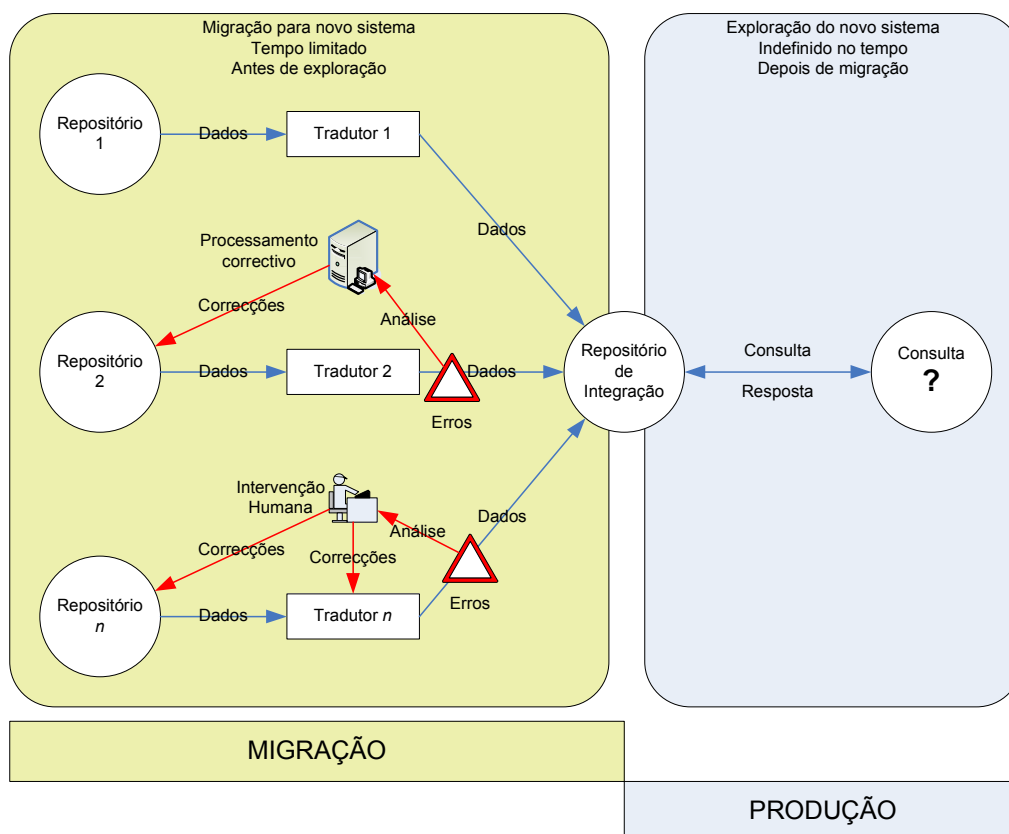 Migração para novo sistema
Tempo limitado
Antes de exploração
Exploração do novo sistema
Indefinido no tempo
Depois de migração
Repositório
1
Dados
Tradutor 1
Dados
Processamento
correctivo
Correcções
Análise
Repositório
2
Dados
Tradutor 2
Dados
Erros
Repositório
de
Integração
Consulta
Resposta
Consulta
?
Intervenção
Humana
Correcções
Correcções
Análise
Dados
Repositório
n
Dados
Tradutor n
Erros
MIGRAÇÃO
PRODUÇÃO